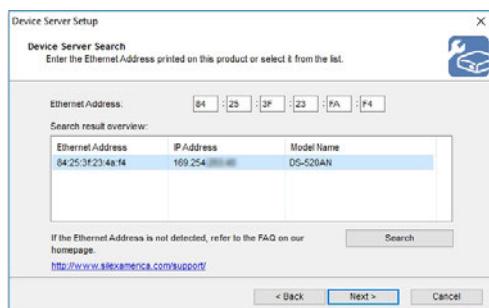 Device Server Setup
Device Server Search
Enter the Ethernet Address printed on this product or select it from the list.
Ethernet Address: 84 : 25 : 3F : 23 : FA : F4
Search result overview:
Ethernet Address IP Address Model Name
84:25:3f:23:4a:f4 169.254 DS-520AN
If the Ethernet Address is not detected, refer to the FAQ on our
homepage.
Search
http://www.silexamerica.com/support/
< Back Next > Cancel